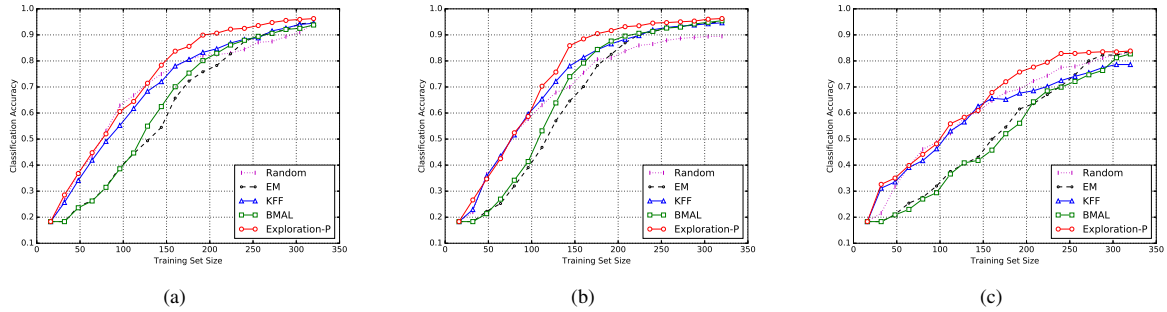 1.0
0.9
0.8
0.7
0.6
0.5
0.4
0.3
0.2
0.1
Classification Accuracy
0 50 100 150 200 250 300 350
Training Set Size
Random
EM
KFF
BMAL
Exploration-P
(a)
1.0
0.9
0.8
0.7
0.6
0.5
0.4
0.3
0.2
0.1
Classification Accuracy
0 50 100 150 200 250 300 350
Training Set Size
Random
EM
KFF
BMAL
Exploration-P
(b)
1.0
0.9
0.8
0.7
0.6
0.5
0.4
0.3
0.2
0.1
Classification Accuracy
0 50 100 150 200 250 300 350
Training Set Size
Random
EM
KFF
BMAL
Exploration-P
(c)